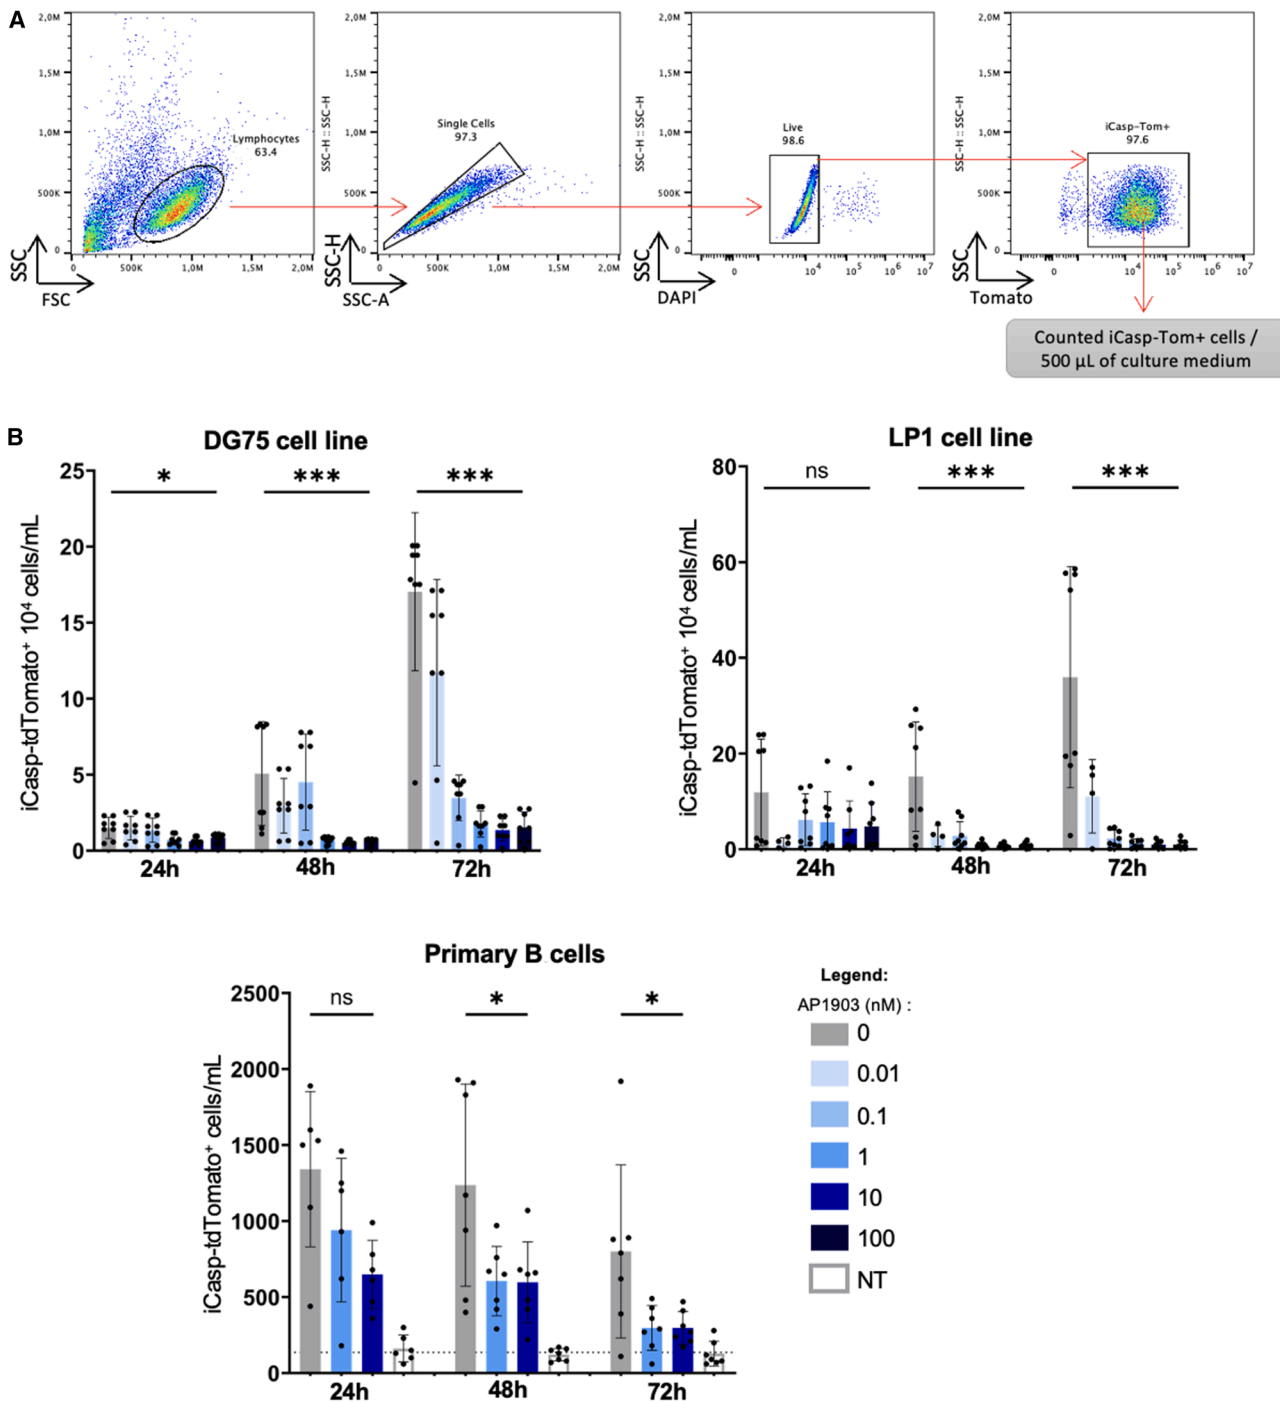 A
2,0M
1,5M
1,0M
500K
0
Lymphocytes
63.4
0
500K
1,0M
1,5M
2,0M
SSC
FSC
SSC-H :: SSC-H
2,0M
1,5M
1,0M
500K
0
Single Cells
97.3
0
500K
1,0M
1,5M
2,0M
SSC-H
SSC-A
SSC-H :: SSC-H
2,0M
1,5M
1,0M
500K
0
Live
98.6
0
10⁴
10⁵
10⁶
10⁷
SSC
DAPI
SSC-H :: SSC-H
2,0M
1,5M
1,0M
500K
0
iCasp-Tom+
97.6
0
10⁴
10⁵
10⁶
10⁷
SSC
Tomato
Counted iCasp-Tom+ cells /
500 µL of culture medium
B
DG75 cell line
iCasp-tdTomato⁺ 10⁴ cells/mL
25
20
15
10
5
0
*
***
***
24h
48h
72h
LP1 cell line
iCasp-tdTomato⁺ 10⁴ cells/mL
80
60
40
20
0
ns
***
***
24h
48h
72h
Primary B cells
iCasp-tdTomato⁺ cells/mL
2500
2000
1500
1000
500
0
ns
*
*
24h
48h
72h
Legend:
AP1903 (nM) :
0
0.01
0.1
1
10
100
NT